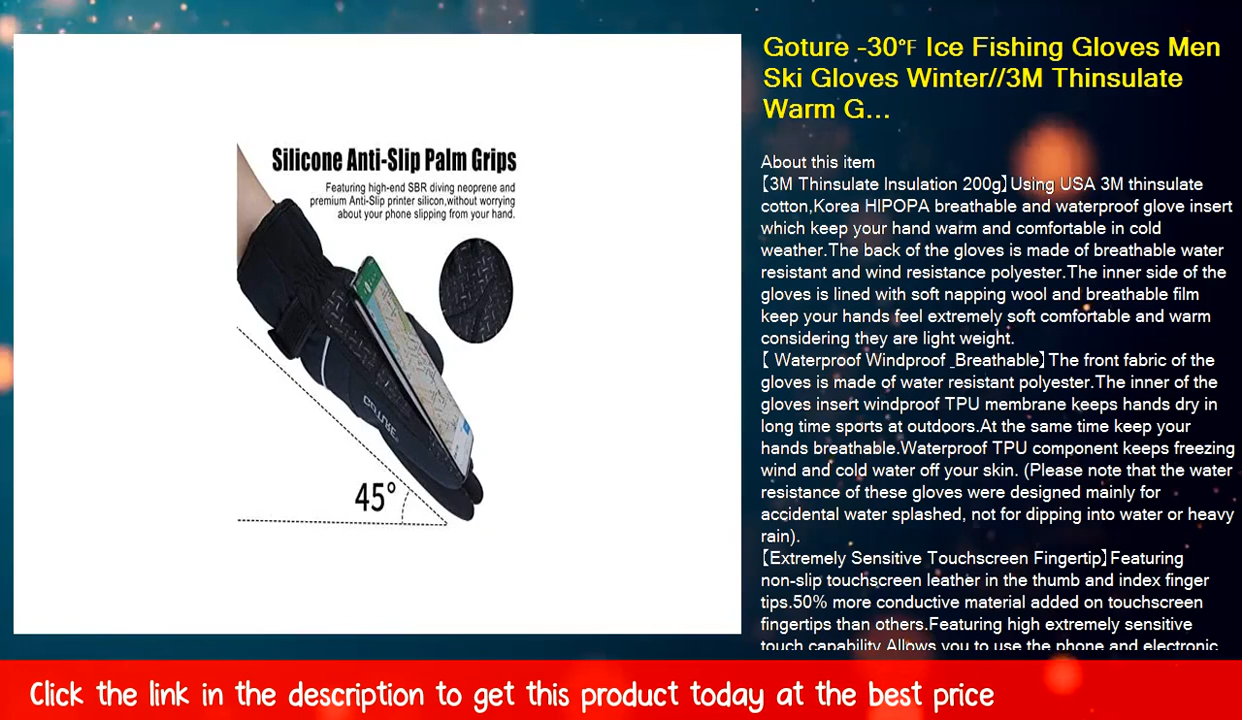 Goture -30°F Ice Fishing Gloves Men
Ski Gloves Winter//3M Thinsulate
Warm G...
Silicone Anti-Slip Palm Grips
Featuring high-end SBR diving neoprene and
premium Anti-Slip printer silicon,without worrying
about your phone slipping from your hand.
GOTURE
45°
About this item
【3M Thinsulate Insulation 200g】Using USA 3M thinsulate
cotton,Korea HIPOPA breathable and waterproof glove insert
which keep your hand warm and comfortable in cold
weather.The back of the gloves is made of breathable water
resistant and wind resistance polyester.The inner side of the
gloves is lined with soft napping wool and breathable film
keep your hands feel extremely soft comfortable and warm
considering they are light weight.
【 Waterproof Windproof _Breathable】The front fabric of the
gloves is made of water resistant polyester.The inner of the
gloves insert windproof TPU membrane keeps hands dry in
long time sports at outdoors.At the same time keep your
hands breathable.Waterproof TPU component keeps freezing
wind and cold water off your skin. (Please note that the water
resistance of these gloves were designed mainly for
accidental water splashed, not for dipping into water or heavy
rain).
【Extremely Sensitive Touchscreen Fingertip】Featuring
non-slip touchscreen leather in the thumb and index finger
tips.50% more conductive material added on touchscreen
fingertips than others.Featuring high extremely sensitive
touch capability Allows you to use the phone and electronic
Click the link in the description to get this product today at the best price